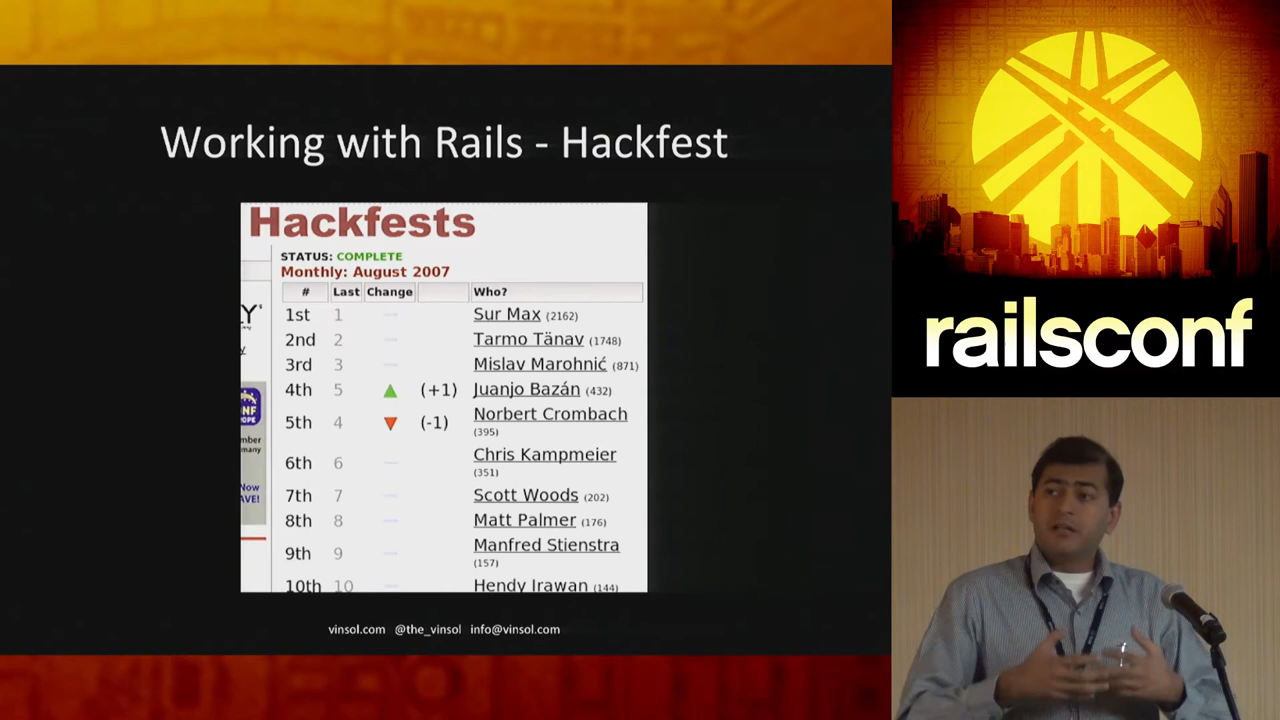 Working with Rails - Hackfest
Hackfests
STATUS: COMPLETE
Monthly: August 2007
# Last Change Who?
1st 1 Sur Max (2162)
2nd 2 Tarmo Tänav (1748)
3rd 3 Mislav Marohnić (871)
4th 5 (+1) Juanjo Bazán (432)
5th 4 (-1) Norbert Crombach
(395)
6th 6 Chris Kampmeier
(351)
7th 7 Scott Woods (202)
8th 8 Matt Palmer (176)
9th 9 Manfred Stienstra
(157)
10th 10 Hendy Irawan (144)
vinsol.com @the_vinsol info@vinsol.com
railsconf